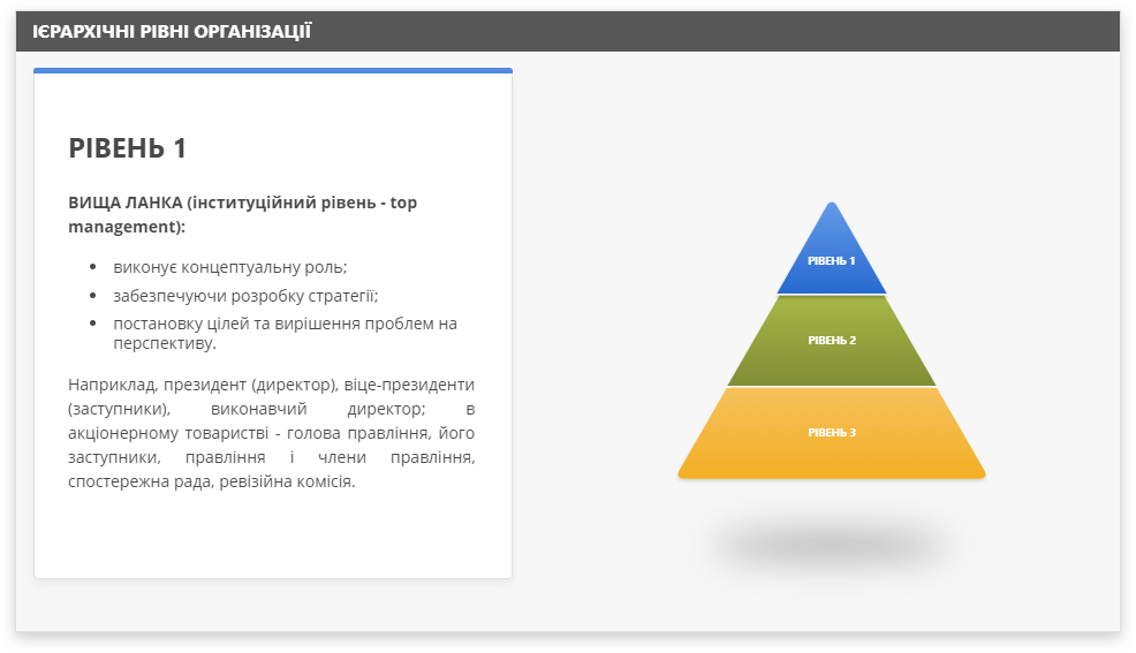 ІЄРАРХІЧНІ РІВНІ ОРГАНІЗАЦІЇ
РІВЕНЬ 1
ВИЩА ЛАНКА (інституційний рівень - top
management):
• виконує концептуальну роль;
• забезпечуючи розробку стратегії;
• постановку цілей та вирішення проблем на
перспективу.
Наприклад, президент (директор), віце-президенти
(заступники), виконавчий директор; в
акціонерному товаристві - голова правління, його
заступники, правління і члени правління,
спостережна рада, ревізійна комісія.
РІВЕНЬ 1
РІВЕНЬ 2
РІВЕНЬ 3